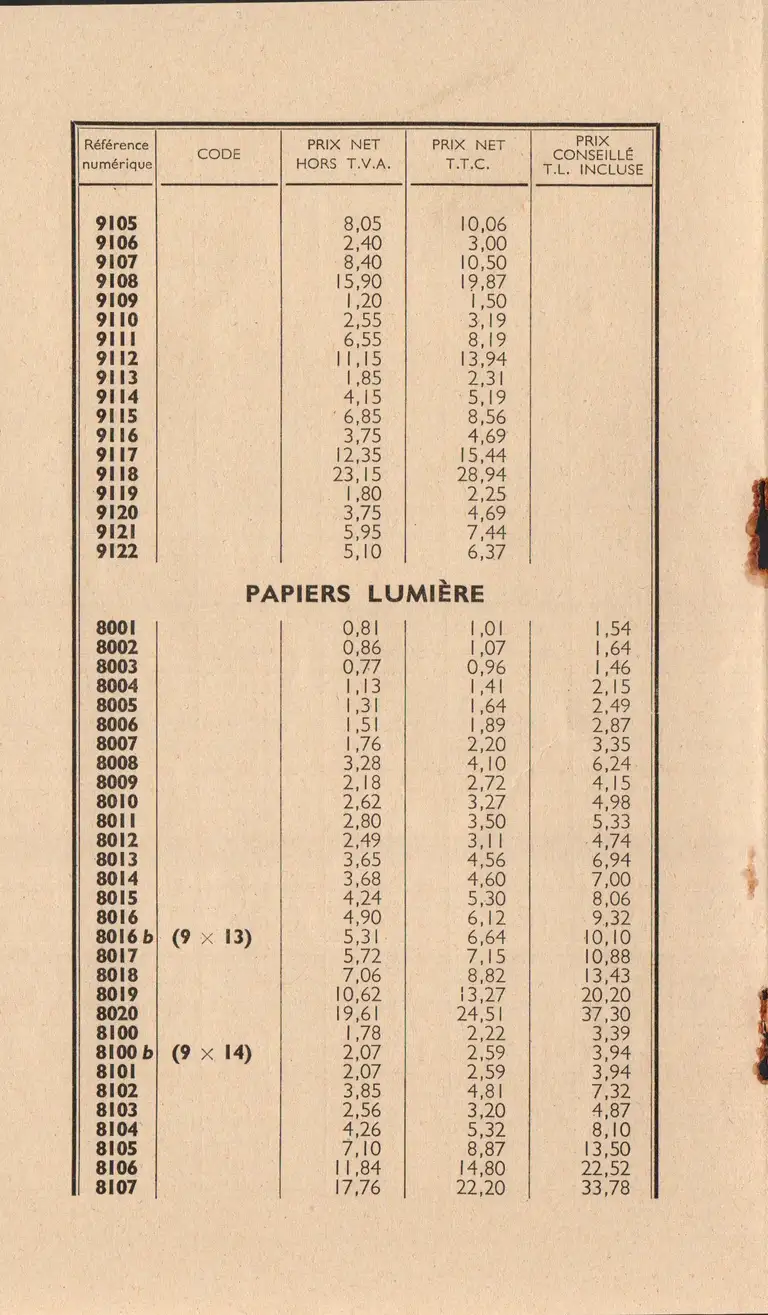 Référence numérique CODE PRIX NET HORS T.V.A. PRIX NET T.T.C. PRIX CONSEILLÉ T.L. INCLUSE
9105 8,05 10,06
9106 2,40 3,00
9107 8,40 10,50
9108 15,90 19,87
9109 1,20 1,50
9110 2,55 3,19
9111 6,55 8,19
9112 11,15 13,94
9113 1,85 2,31
9114 4,15 5,19
9115 6,85 8,56
9116 3,75 4,69
9117 12,35 15,44
9118 23,15 28,94
9119 1,80 2,25
9120 3,75 4,69
9121 5,95 7,44
9122 5,10 6,37
PAPIERS LUMIÈRE
8001 0,81 1,01 1,54
8002 0,86 1,07 1,64
8003 0,77 0,96 1,46
8004 1,13 1,41 2,15
8005 1,31 1,64 2,49
8006 1,51 1,89 2,87
8007 1,76 2,20 3,35
8008 3,28 4,10 6,24
8009 2,18 2,72 4,15
8010 2,62 3,27 4,98
8011 2,80 3,50 5,33
8012 2,49 3,11 4,74
8013 3,65 4,56 6,94
8014 3,68 4,60 7,00
8015 4,24 5,30 8,06
8016 4,90 6,12 9,32
8016 b (9 × 13) 5,31 6,64 10,10
8017 5,72 7,15 10,88
8018 7,06 8,82 13,43
8019 10,62 13,27 20,20
8020 19,61 24,51 37,30
8100 1,78 2,22 3,39
8100 b (9 × 14) 2,07 2,59 3,94
8101 2,07 2,59 3,94
8102 3,85 4,81 7,32
8103 2,56 3,20 4,87
8104 4,26 5,32 8,10
8105 7,10 8,87 13,50
8106 11,84 14,80 22,52
8107 17,76 22,20 33,78